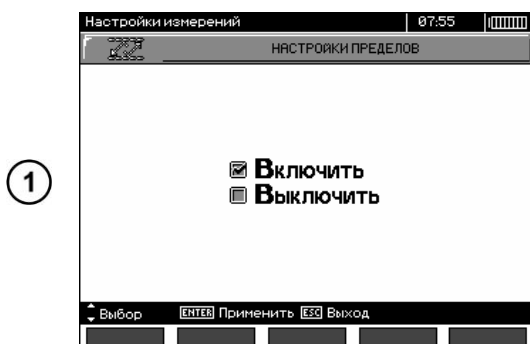 Настройки измерений 07:55
НАСТРОЙКИ ПРЕДЕЛОВ
1
Включить
Выключить
Выбор ENTER Применить ESC Выход